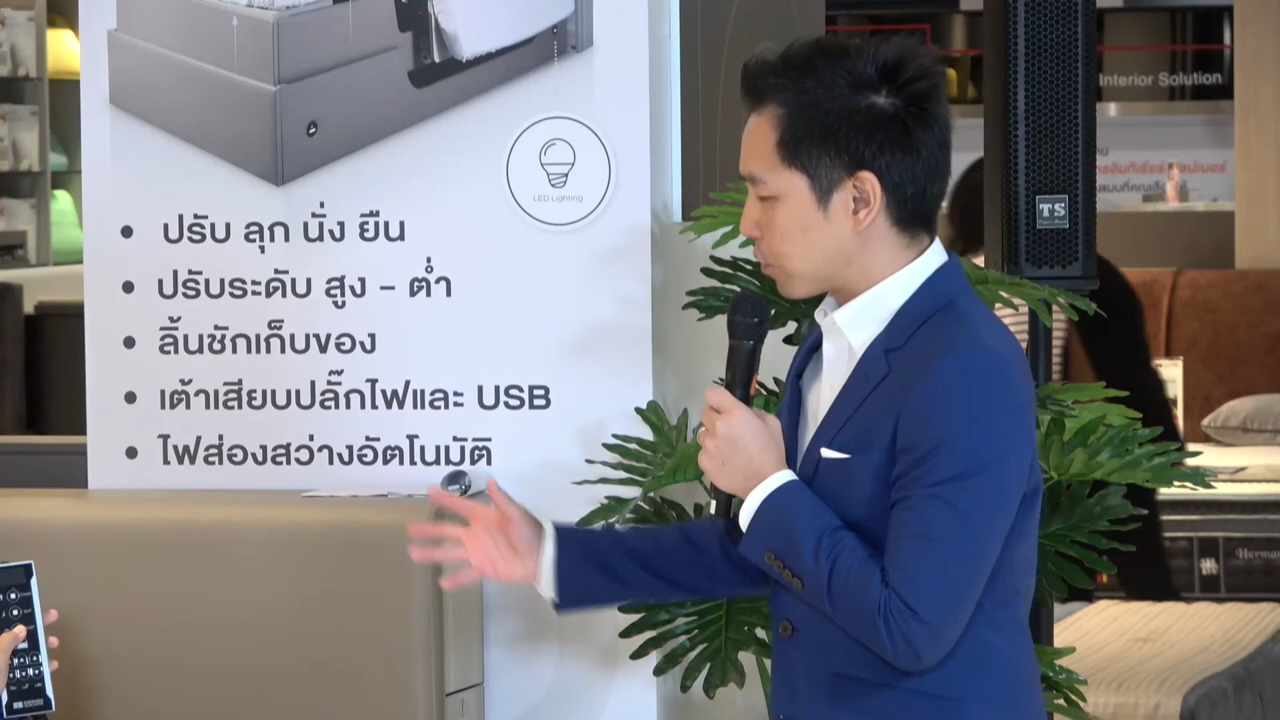 Interior Solution
LED Lighting
TS
• ปรับ ลุก นั่ง ยืน
• ปรับระดับ สูง - ต่ำ
• ลิ้นชักเก็บของ
• เต้าเสียบปลั๊กไฟและ USB
• ไฟส่องสว่างอัตโนมัติ